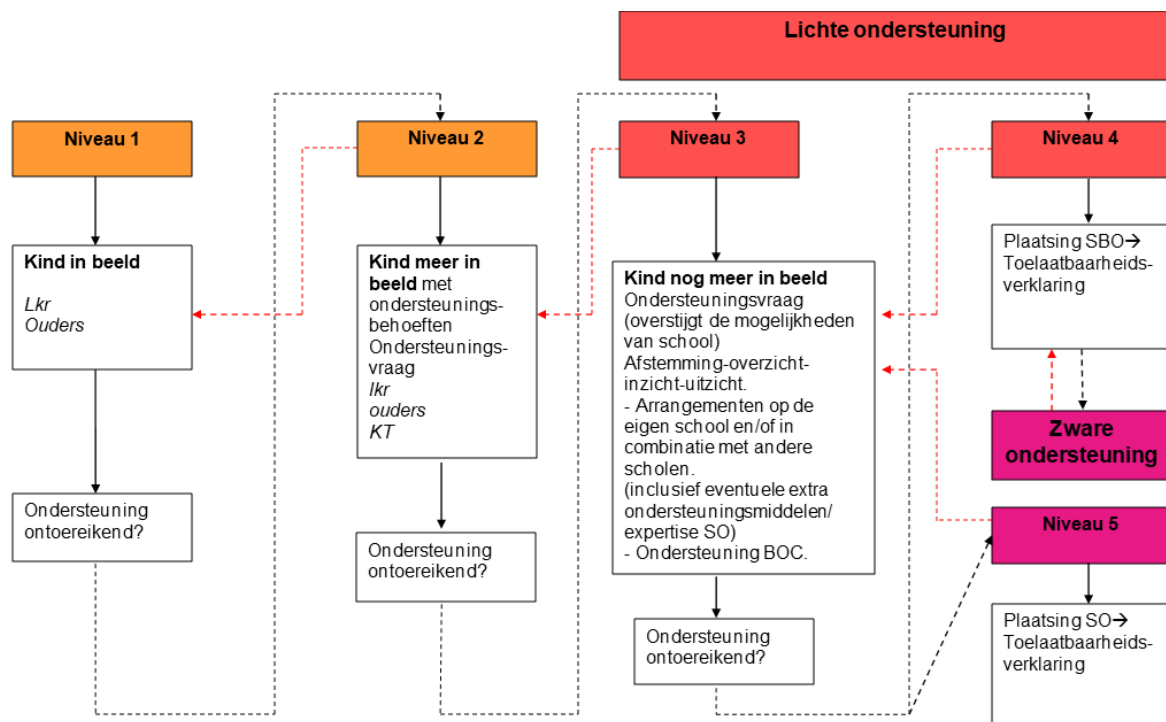 Lichte ondersteuning
Niveau 1
Kind in beeld
Lkr
Ouders
Ondersteuning
ontoereikend?
Niveau 2
Kind meer in
beeld met
ondersteunings-
behoeften
Ondersteunings-
vraag
lkr
ouders
KT
Ondersteuning
ontoereikend?
Niveau 3
Kind nog meer in beeld
Ondersteuningsvraag
(overstijgt de mogelijkheden
van school)
Afstemming-overzicht-
inzicht-uitzicht.
- Arrangementen op de
eigen school en/of in
combinatie met andere
scholen.
(inclusief eventuele extra
ondersteuningsmiddelen/
expertise SO)
- Ondersteuning BOC.
Ondersteuning
ontoereikend?
Niveau 4
Plaatsing SBO→
Toelaatbaarheids-
verklaring
Zware
ondersteuning
Niveau 5
Plaatsing SO→
Toelaatbaarheids-
verklaring